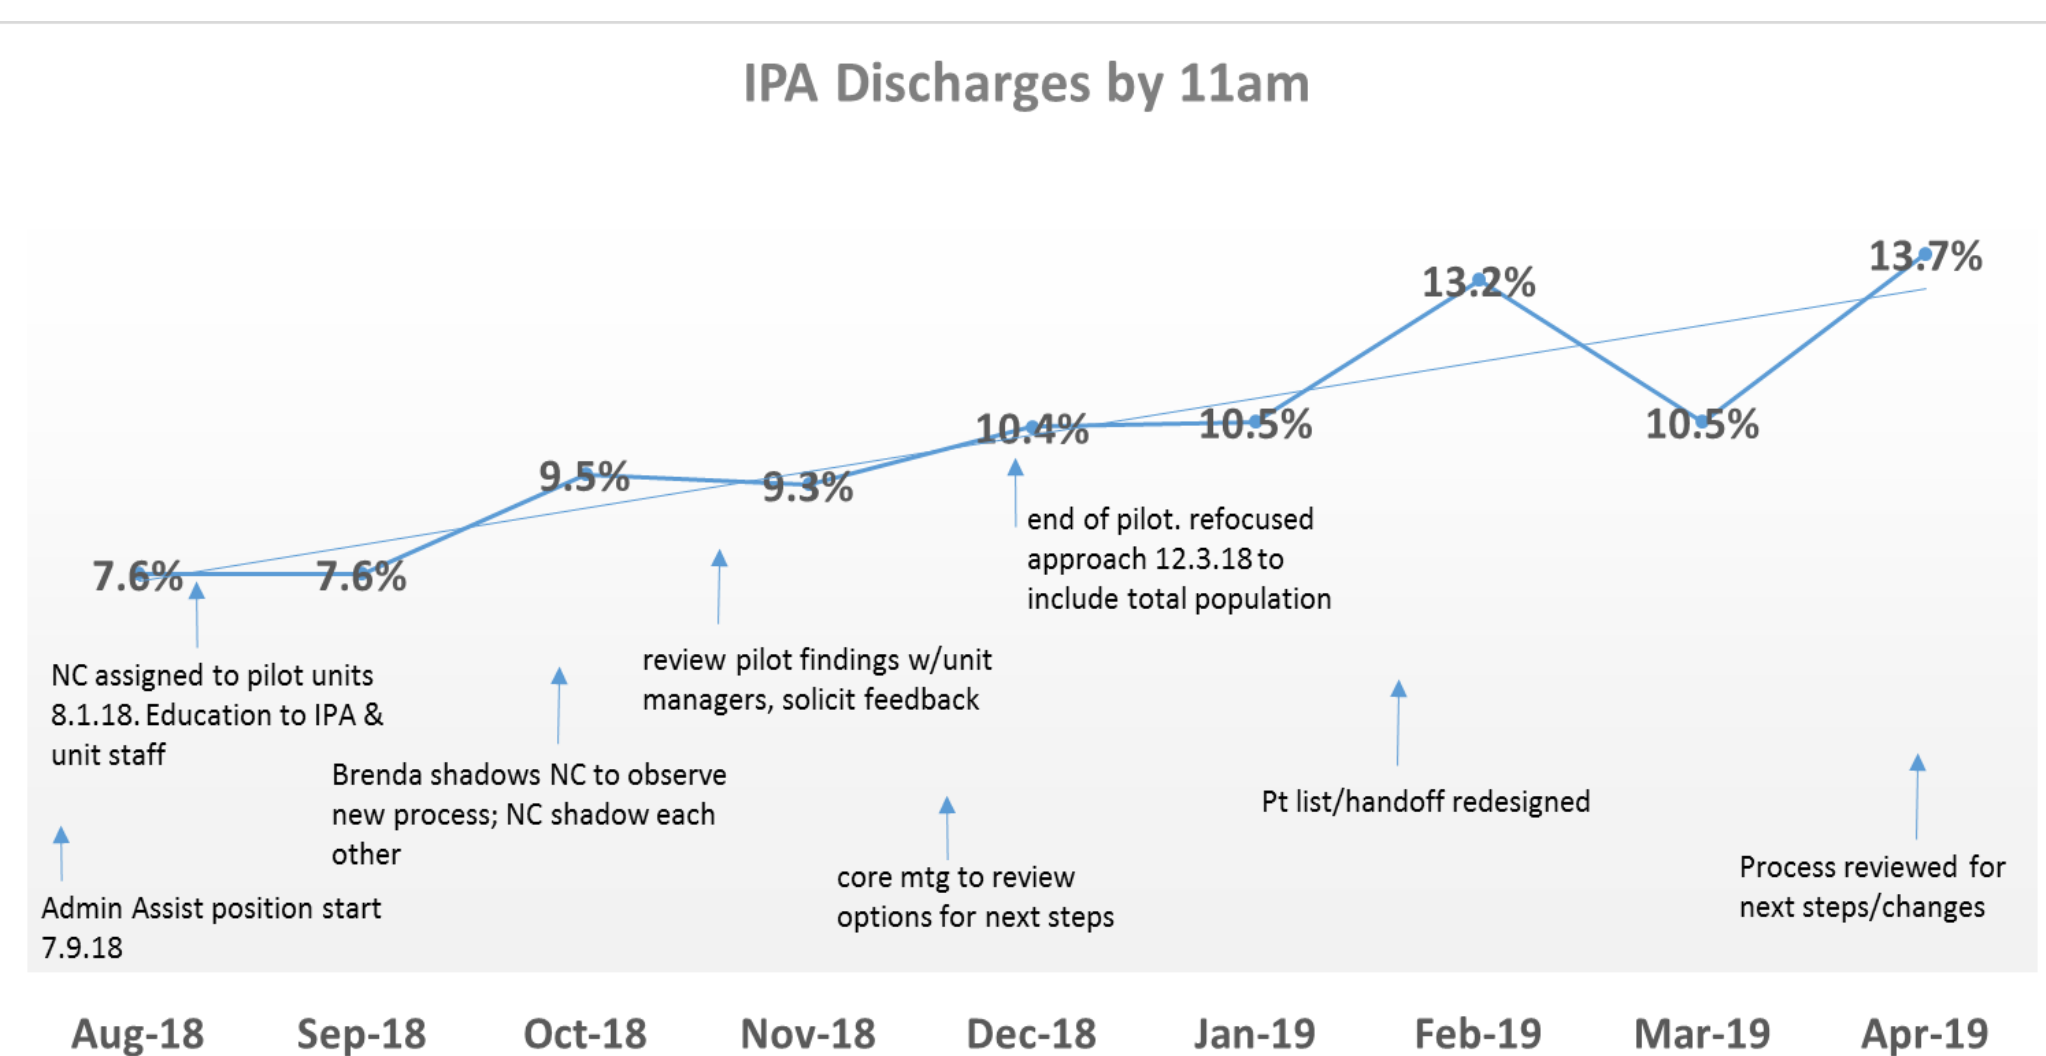 IPA Discharges by 11am
13.7%
13.2%
10.4%
10.5%
10.5%
9.5%
9.3%
7.6%
7.6%
end of pilot. refocused
approach 12.3.18 to
include total population
NC assigned to pilot units
8.1.18. Education to IPA &
unit staff
review pilot findings w/unit
managers, solicit feedback
Brenda shadows NC to observe
new process; NC shadow each
other
Pt list/handoff redesigned
core mtg to review
options for next steps
Process reviewed for
next steps/changes
Admin Assist position start
7.9.18
Aug-18 Sep-18 Oct-18 Nov-18 Dec-18 Jan-19 Feb-19 Mar-19 Apr-19